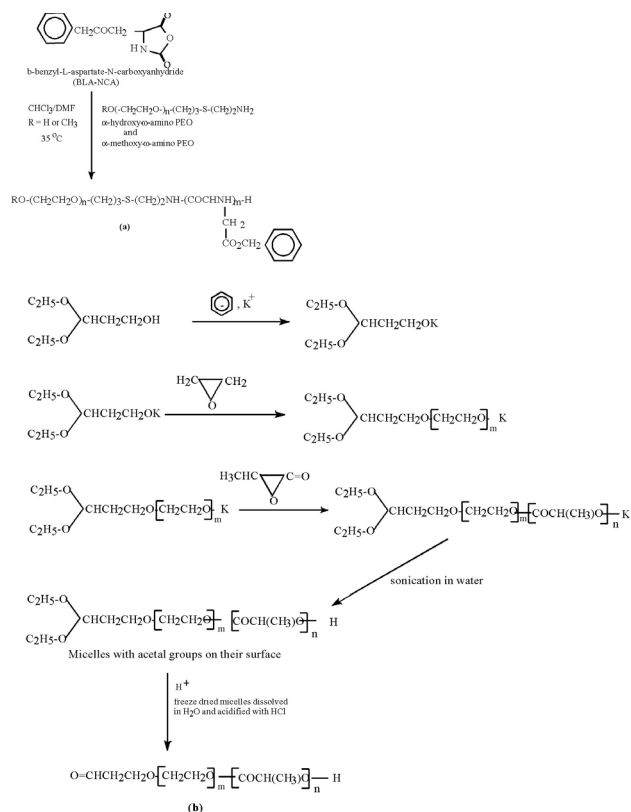 O
CH2COCH2
O
HN
O
b-benzyl-L-aspartate-N-carboxyanhydride
(BLA-NCA)
CHCl3/DMF
R = H or CH3
35 °C
RO(-CH2CH2O-)n-(CH2)3-S-(CH2)2NH2
α-hydroxy-ω-amino PEO
and
α-methoxy-ω-amino PEO
RO-(CH2CH2O)n-(CH2)3-S-(CH2)2NH-(COCHNH)m-H
CH 2
CO2CH2
(a)
C2H5-O
CHCH2CH2OH
C2H5-O
- , K+
C2H5-O
CHCH2CH2OK
C2H5-O
C2H5-O
CHCH2CH2OK
C2H5-O
H2C CH2
O
C2H5-O
CHCH2CH2O-[CH2CH2O]m K
C2H5-O
C2H5-O
CHCH2CH2O-[CH2CH2O]m K
C2H5-O
H3CHC C=O
O
C2H5-O
CHCH2CH2O-[CH2CH2O]m-[COCH(CH3)O]n-K
C2H5-O
sonication in water
C2H5-O
CHCH2CH2O-[CH2CH2O]m-[COCH(CH3)O]n- H
C2H5-O
Micelles with acetal groups on their surface
H+
freeze dried micelles dissolved
in H2O and acidified with HCl
O=CHCH2CH2O-[CH2CH2O]m-[COCH(CH3)O]n- H
(b)